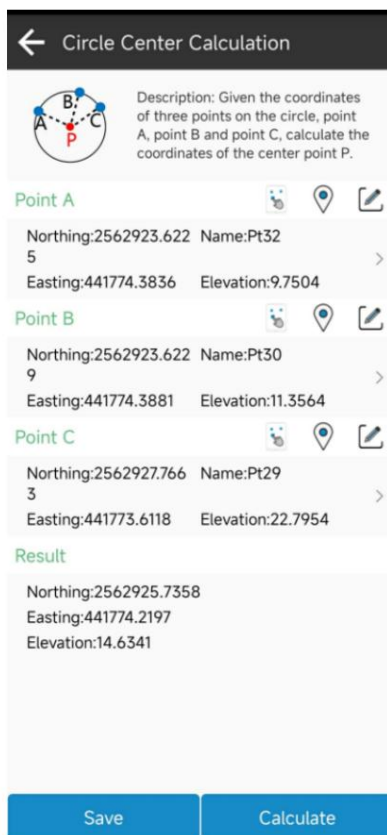 Circle Center Calculation
B
A
C
P
Description: Given the coordinates
of three points on the circle, point
A, point B and point C, calculate the
coordinates of the center point P.
Point A
Northing:2562923.622 Name:Pt32
5
Easting:441774.3836 Elevation:9.7504
Point B
Northing:2562923.622 Name:Pt30
9
Easting:441774.3881 Elevation:11.3564
Point C
Northing:2562927.766 Name:Pt29
3
Easting:441773.6118 Elevation:22.7954
Result
Northing:2562925.7358
Easting:441774.2197
Elevation:14.6341
Save Calculate